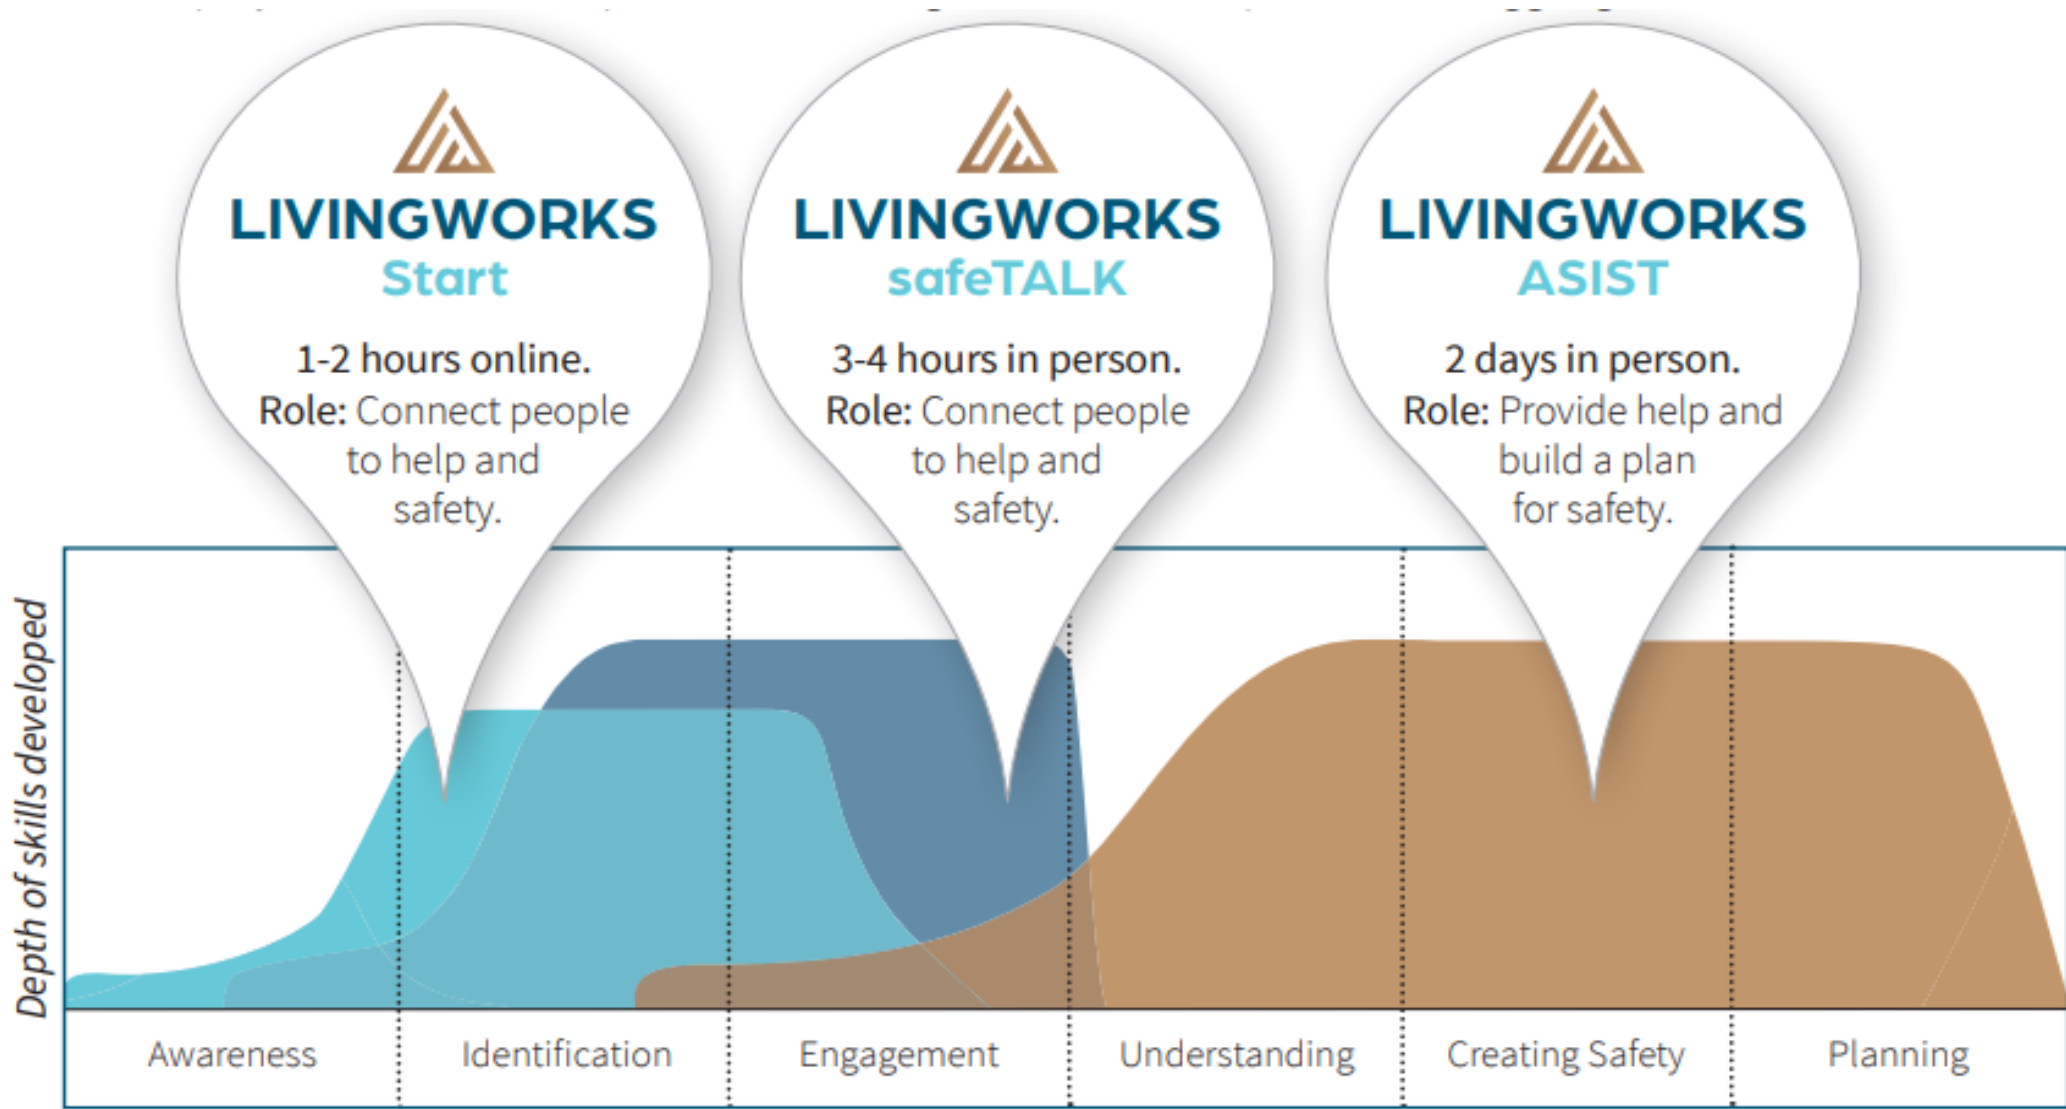 LIVINGWORKS
Start
1-2 hours online.
Role: Connect people
to help and
safety.
LIVINGWORKS
safeTALK
3-4 hours in person.
Role: Connect people
to help and
safety.
LIVINGWORKS
ASIST
2 days in person.
Role: Provide help and
build a plan
for safety.
Depth of skills developed
Awareness
Identification
Engagement
Understanding
Creating Safety
Planning